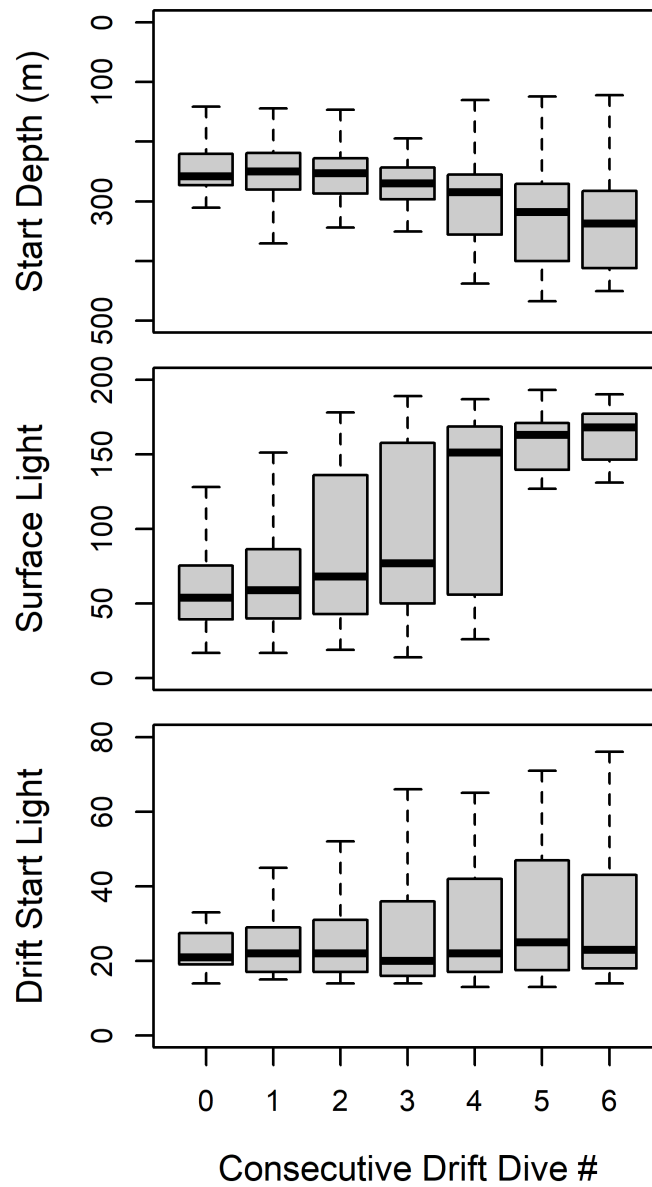 Start Depth (m)
0
100
300
500
Surface Light
200
150
100
50
0
Drift Start Light
80
60
40
20
0
0 1 2 3 4 5 6
Consecutive Drift Dive #